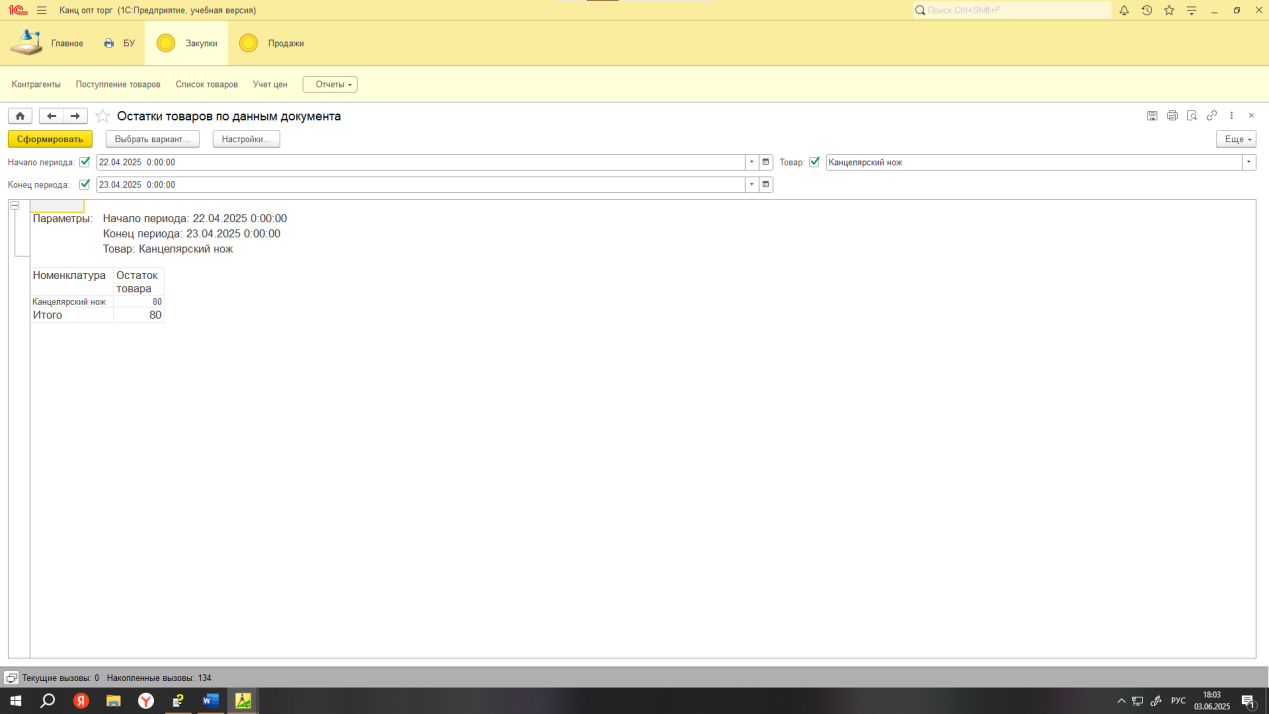 1С Канц опт торг (1С:Предприятие, учебная версия) Поиск Ctrl+Shift+F
Главное БУ Закупки Продажи
Контрагенты Поступление товаров Список товаров Учет цен Отчеты
Остатки товаров по данным документа
Сформировать Выбрать вариант... Настройки... Еще
Начало периода: 22.04.2025 0:00:00 Товар: Канцелярский нож
Конец периода: 23.04.2025 0:00:00
Параметры: Начало периода: 22.04.2025 0:00:00
Конец периода: 23.04.2025 0:00:00
Товар: Канцелярский нож
Номенклатура Остаток
товара
Канцелярский нож 80
Итого 80
Текущие вызовы: 0 Накопленные вызовы: 134
РУС 18:03
03.06.2025 1